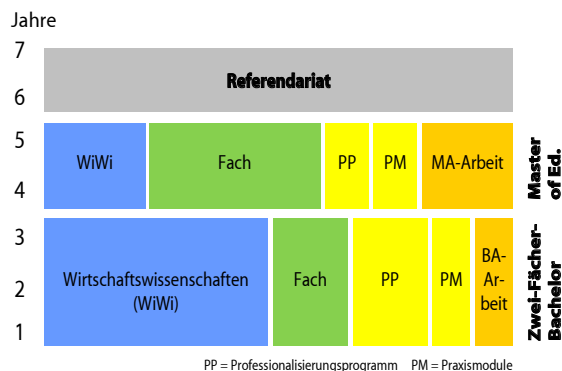 Jahre
7
6
Referendariat
5
4
WiWi
Fach
PP
PM
MA-Arbeit
Master
of Ed.
3
2
1
Wirtschaftswissenschaften
(WiWi)
Fach
PP
PM
BA-
Ar-
beit
Zwei-Fächer-
Bachelor
PP = Professionalisierungsprogramm PM = Praxismodule